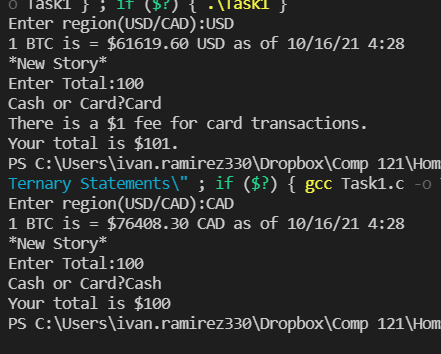 o Task1 } ; if ($?) { .\Task1 }
Enter region(USD/CAD):USD
1 BTC is = $61619.60 USD as of 10/16/21 4:28
*New Story*
Enter Total:100
Cash or Card?Card
There is a $1 fee for card transactions.
Your total is $101.
PS C:\Users\ivan.ramirez330\Dropbox\Comp 121\Hom
Ternary Statements\" ; if ($?) { gcc Task1.c -o
Enter region(USD/CAD):CAD
1 BTC is = $76408.30 CAD as of 10/16/21 4:28
*New Story*
Enter Total:100
Cash or Card?Cash
Your total is $100
PS C:\Users\ivan.ramirez330\Dropbox\Comp 121\Hom